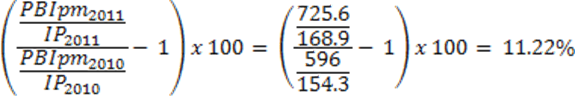 ((PBIpm₂₀₁₁/IP₂₀₁₁)/(PBIpm₂₀₁₀/IP₂₀₁₀) − 1) x 100 = ((725.6/168.9)/(596/154.3) − 1) x 100 = 11.22%